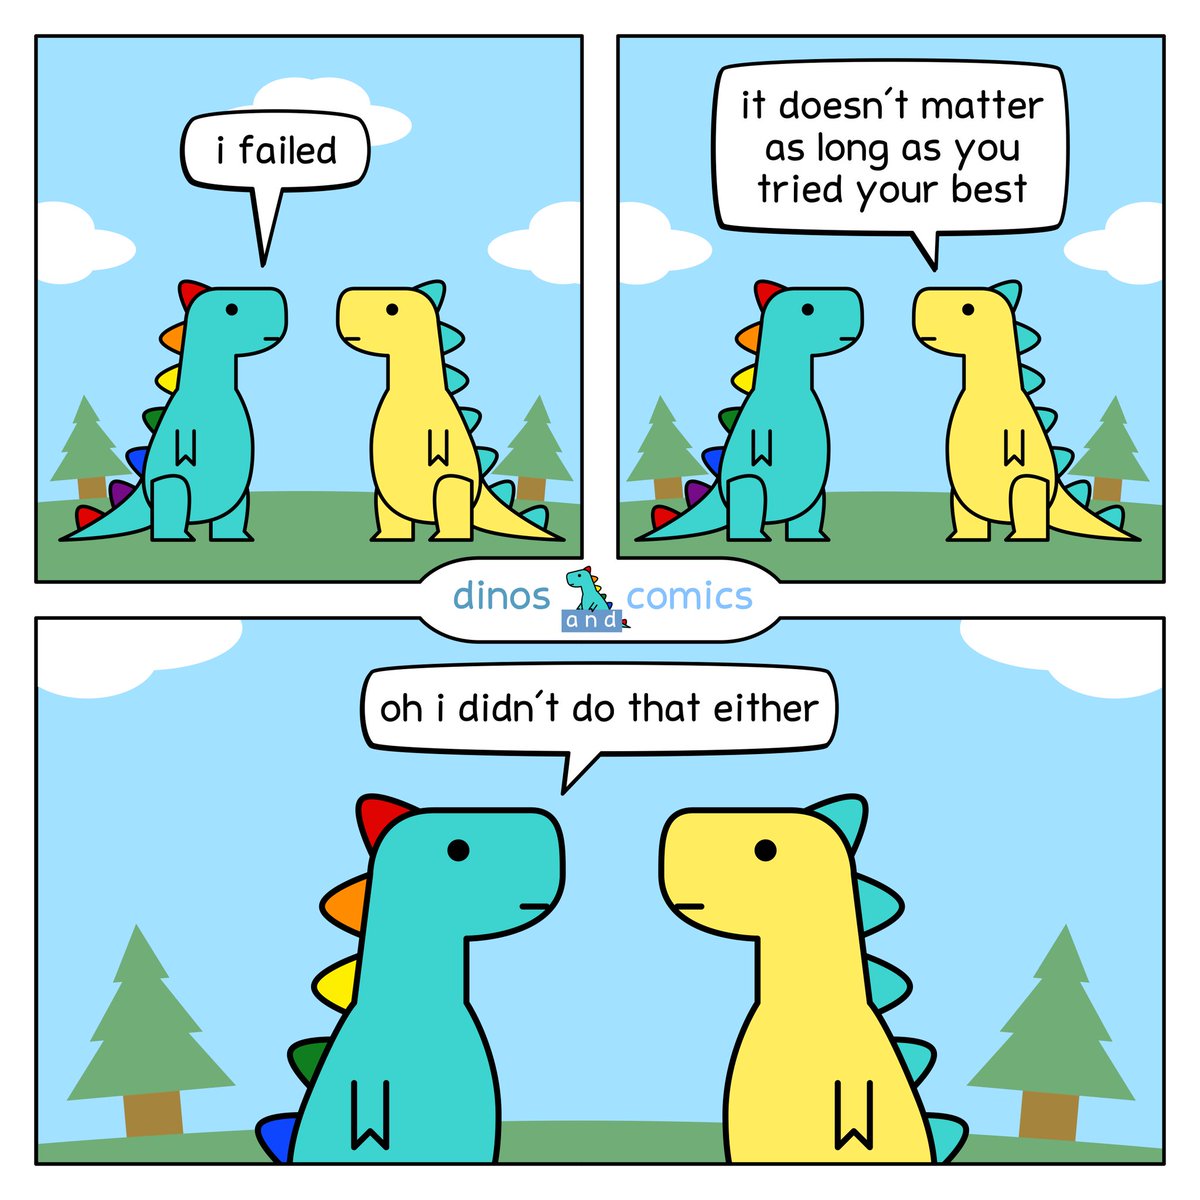 i failed
it doesn´t matter
as long as you
tried your best
dinos and comics
oh i didn´t do that either